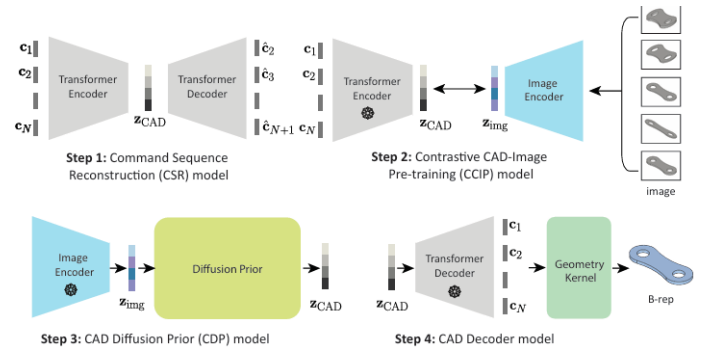 c1
c2
cN
Transformer
Encoder
zCAD
Transformer
Decoder
ĉ2
ĉ3
ĉN+1
Step 1: Command Sequence
Reconstruction (CSR) model
c1
c2
cN
Transformer
Encoder
zCAD
zimg
Image
Encoder
Step 2: Contrastive CAD-Image
Pre-training (CCIP) model
image
Image
Encoder
zimg
Diffusion Prior
zCAD
Step 3: CAD Diffusion Prior (CDP) model
zCAD
Transformer
Decoder
c1
c2
cN
Geometry
Kernel
B-rep
Step 4: CAD Decoder model